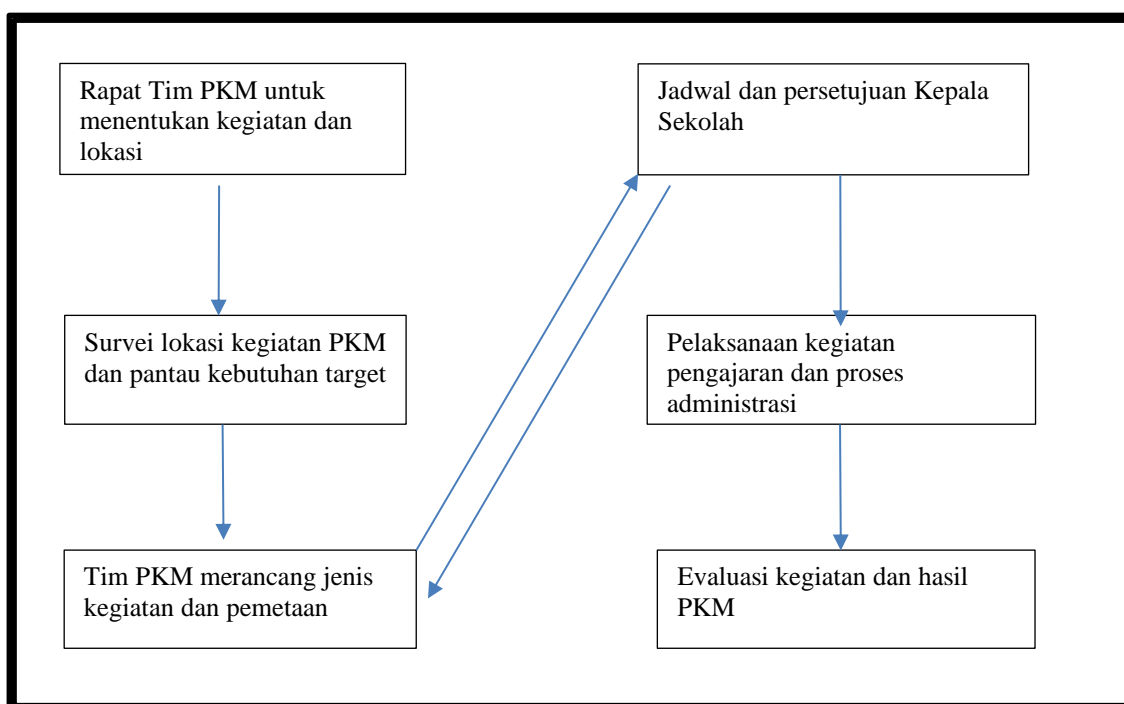 Rapat Tim PKM untuk
menentukan kegiatan dan
lokasi
Survei lokasi kegiatan PKM
dan pantau kebutuhan target
Tim PKM merancang jenis
kegiatan dan pemetaan
Jadwal dan persetujuan Kepala
Sekolah
Pelaksanaan kegiatan
pengajaran dan proses
administrasi
Evaluasi kegiatan dan hasil
PKM